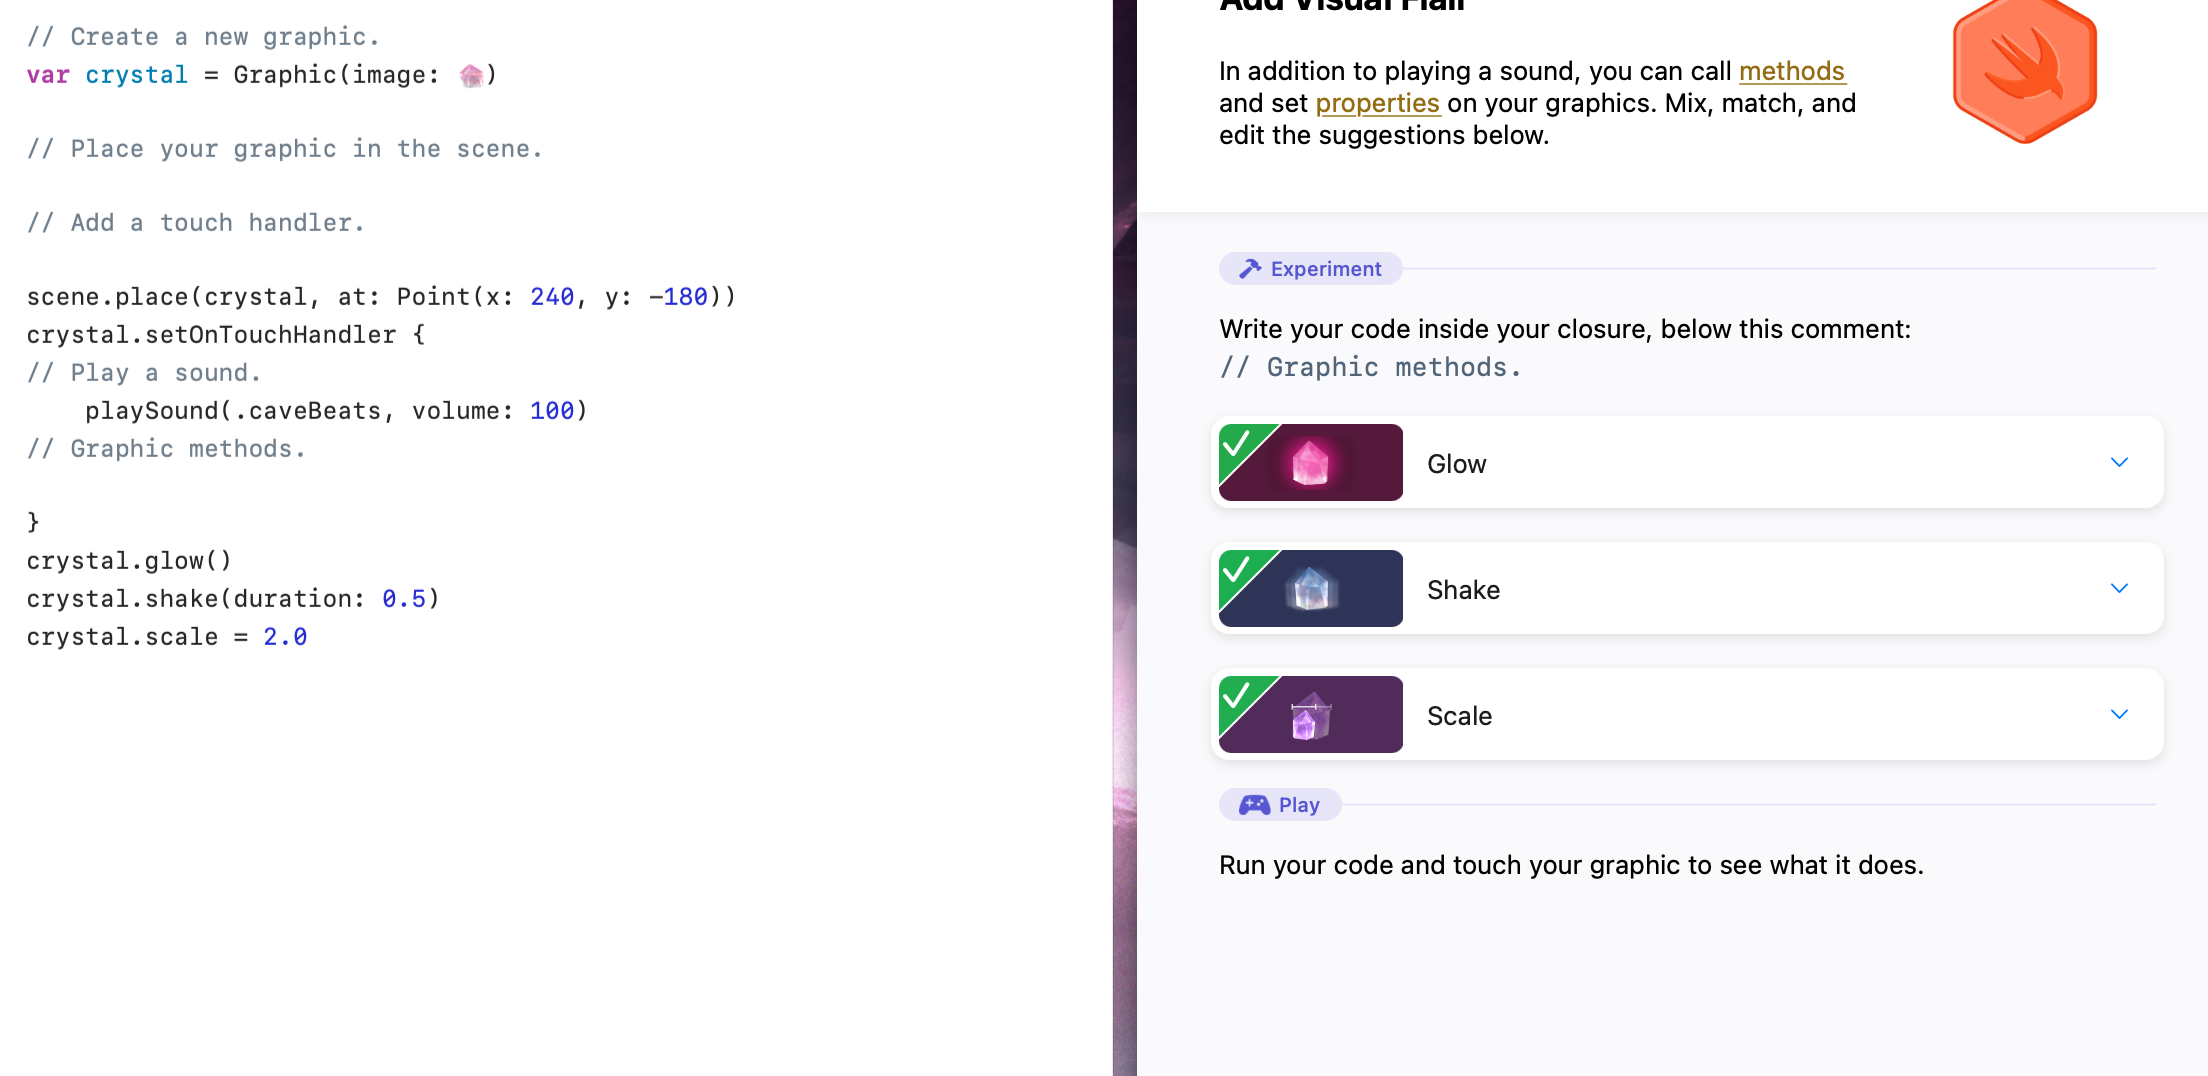 // Create a new graphic.
var crystal = Graphic(image: )
// Place your graphic in the scene.
// Add a touch handler.
scene.place(crystal, at: Point(x: 240, y: –180))
crystal.setOnTouchHandler {
// Play a sound.
    playSound(.caveBeats, volume: 100)
// Graphic methods.
}
crystal.glow()
crystal.shake(duration: 0.5)
crystal.scale = 2.0
Add Visual Flair
In addition to playing a sound, you can call methods
and set properties on your graphics. Mix, match, and
edit the suggestions below.
Experiment
Write your code inside your closure, below this comment:
// Graphic methods.
Glow
Shake
Scale
Play
Run your code and touch your graphic to see what it does.